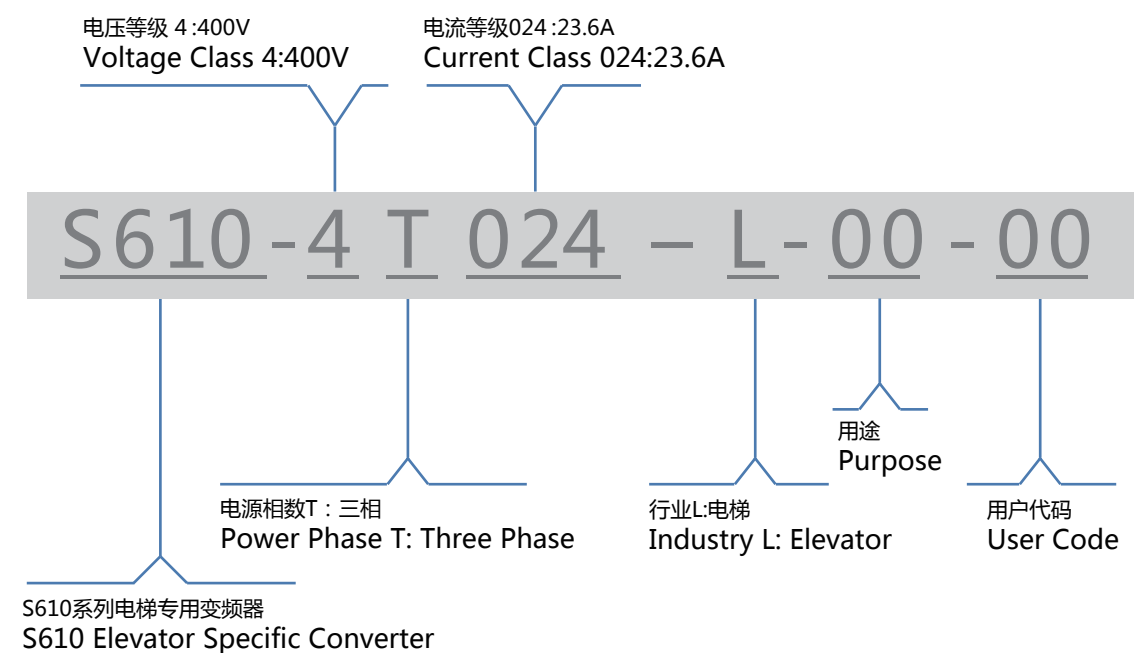 电压等级 4 :400V
Voltage Class 4:400V
电流等级024 :23.6A
Current Class 024:23.6A
S610-4 T 024 – L-00-00
用途
Purpose
电源相数T：三相
Power Phase T: Three Phase
行业L:电梯
Industry L: Elevator
用户代码
User Code
S610系列电梯专用变频器
S610 Elevator Specific Converter